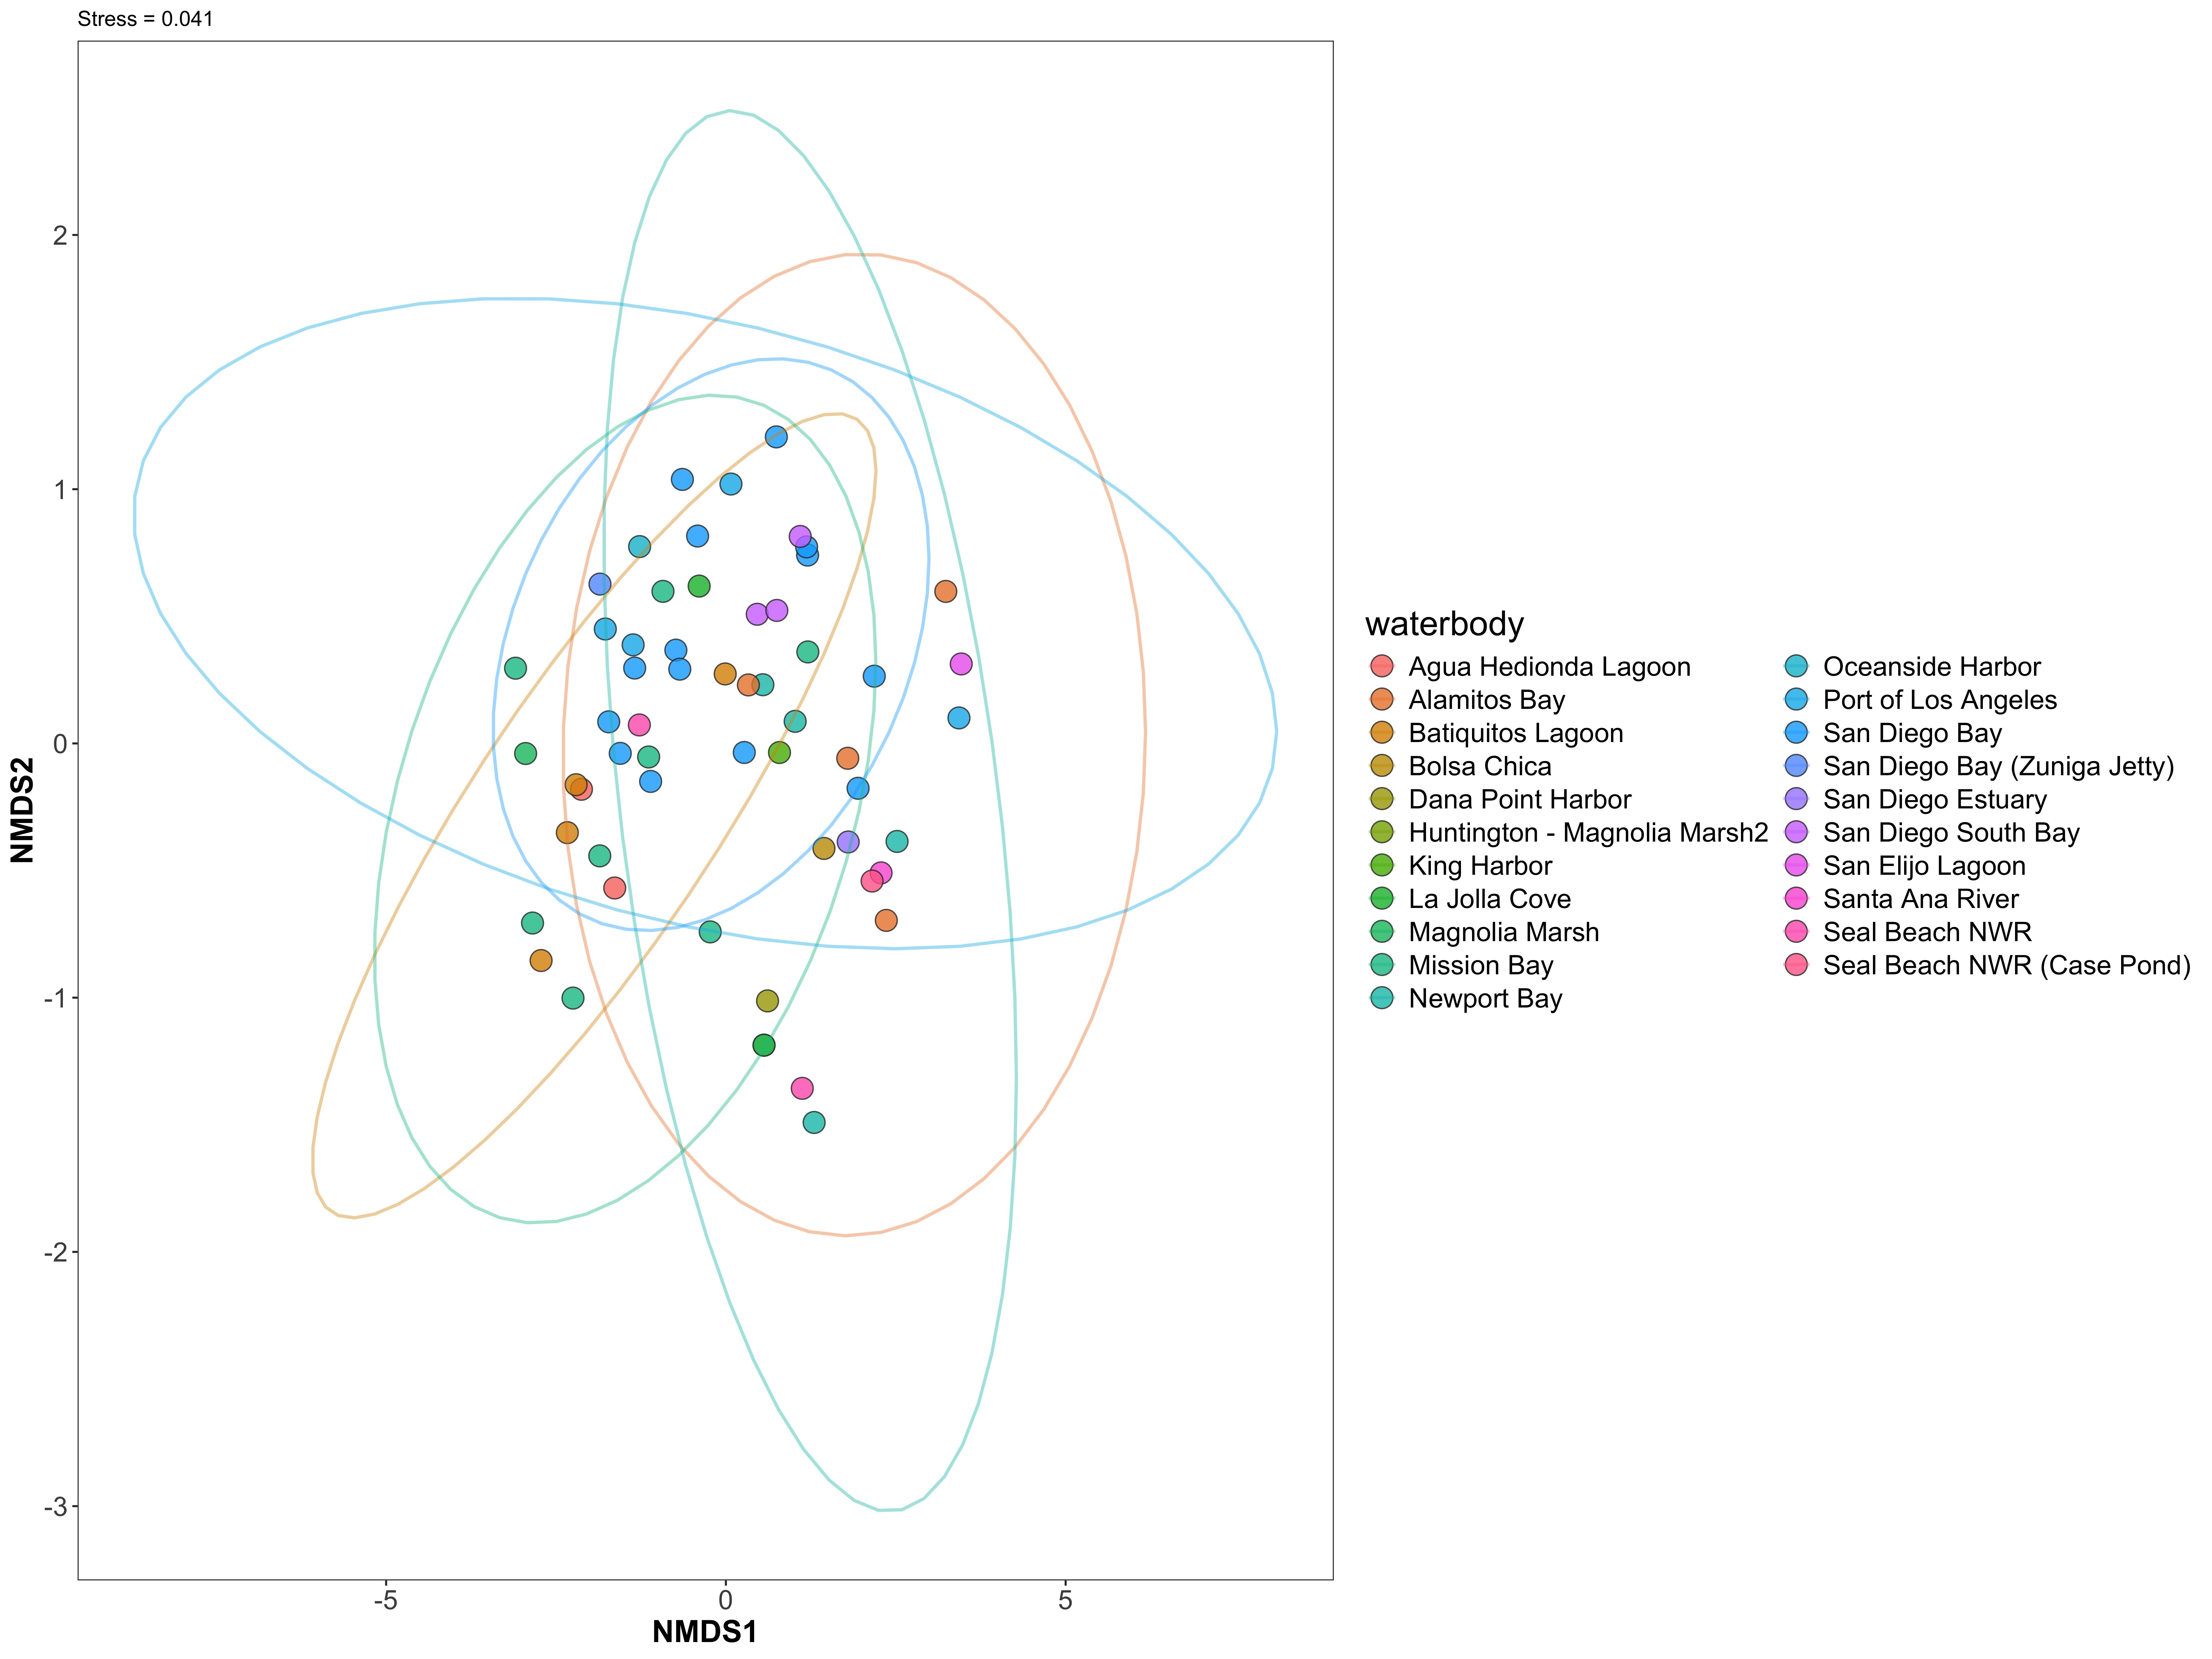 Stress = 0.041
2
1
0
-1
-2
-3
NMDS2
-5
0
5
NMDS1
waterbody
Agua Hedionda Lagoon
Alamitos Bay
Batiquitos Lagoon
Bolsa Chica
Dana Point Harbor
Huntington - Magnolia Marsh2
King Harbor
La Jolla Cove
Magnolia Marsh
Mission Bay
Newport Bay
Oceanside Harbor
Port of Los Angeles
San Diego Bay
San Diego Bay (Zuniga Jetty)
San Diego Estuary
San Diego South Bay
San Elijo Lagoon
Santa Ana River
Seal Beach NWR
Seal Beach NWR (Case Pond)